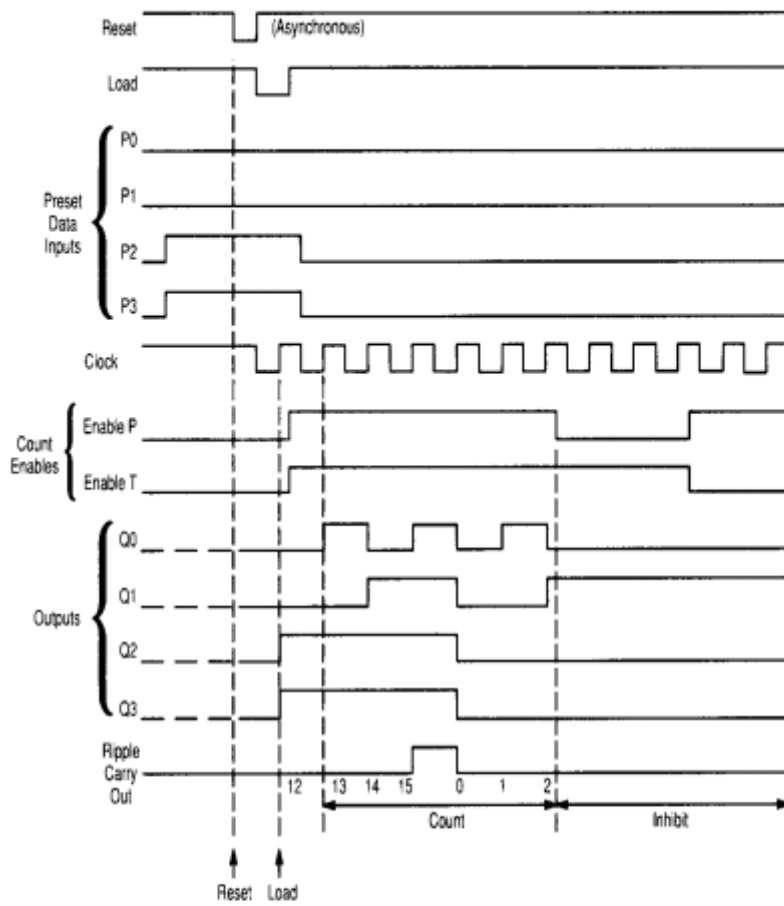 Reset
(Asynchronous)
Load
P0
P1
Preset
Data
Inputs
P2
P3
Clock
Enable P
Count
Enables
Enable T
Q0
Q1
Outputs
Q2
Q3
Ripple
Carry
Out
12 13 14 15 0 1 2
Count
Inhibit
Reset Load